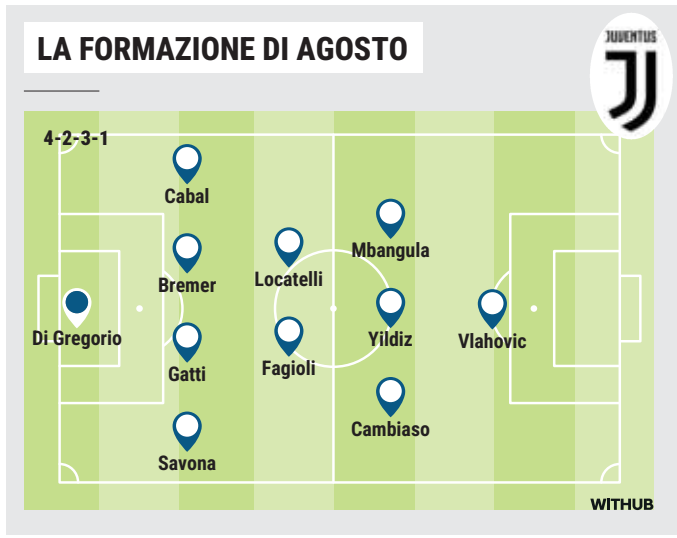 LA FORMAZIONE DI AGOSTO
JUVENTUS
4-2-3-1
Cabal
Mbangula
Locatelli
Bremer
Di Gregorio
Yildiz
Vlahovic
Fagioli
Gatti
Cambiaso
Savona
WITHUB